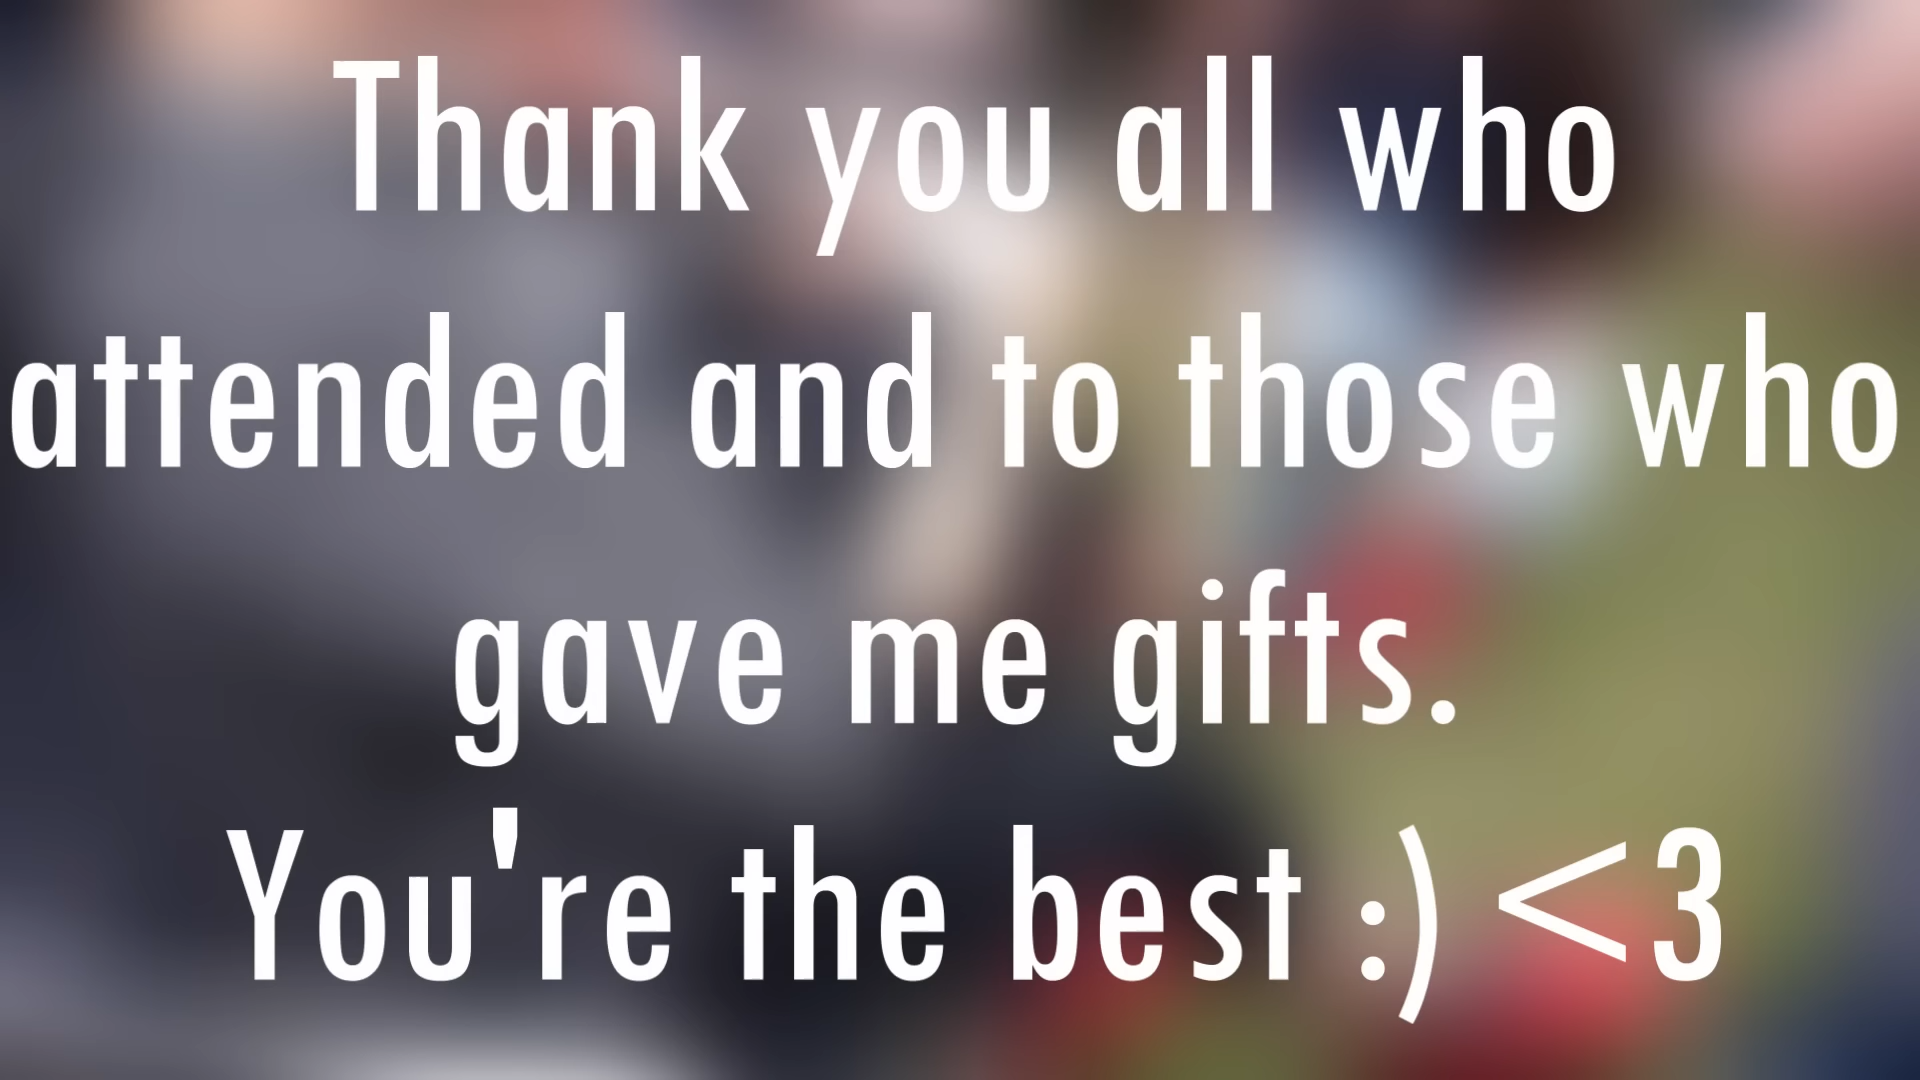 Thank you all who
attended and to those who
gave me gifts.
You're the best :) <3